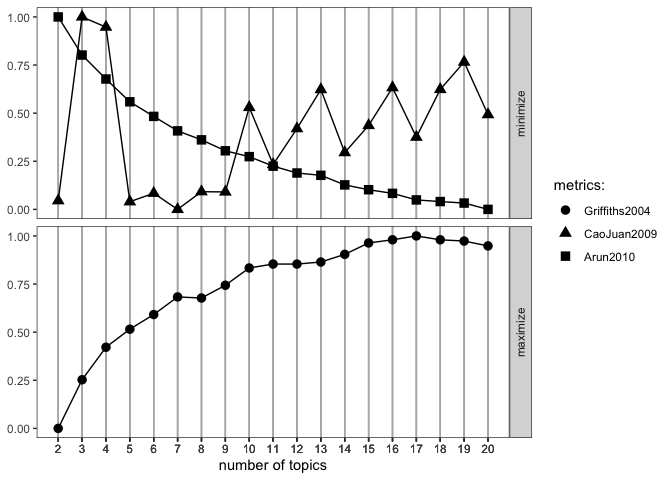 1.00
0.75
0.50
0.25
0.00
minimize
1.00
0.75
0.50
0.25
0.00
maximize
2 3 4 5 6 7 8 9 10 11 12 13 14 15 16 17 18 19 20
number of topics
metrics:
Griffiths2004
CaoJuan2009
Arun2010